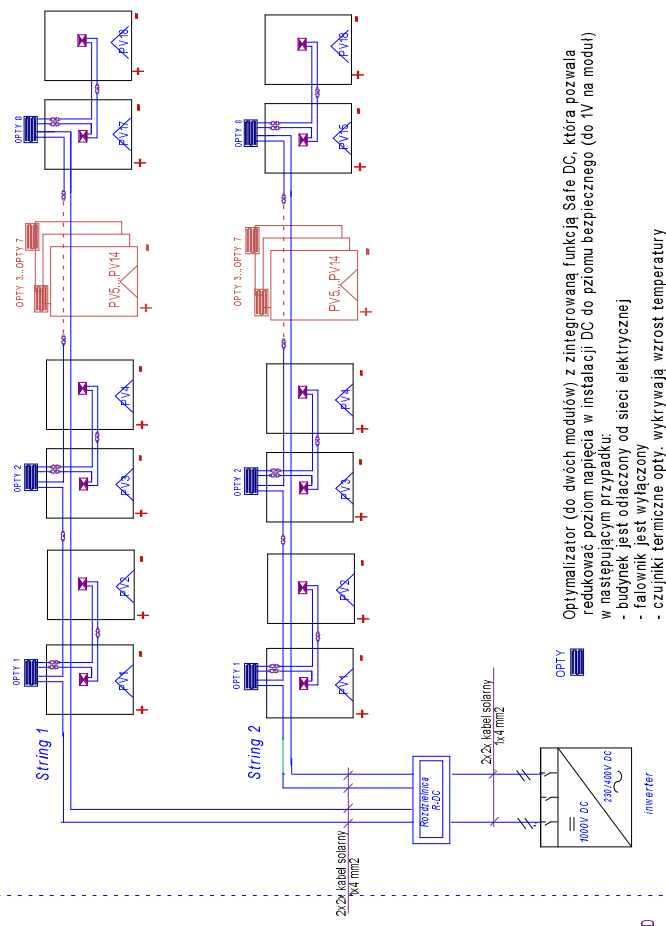 String 1
OPTY 1
PV1
PV2
OPTY 2
PV3
PV4
OPTY 3...OPTY 7
PV5...PV14
OPTY 8
PV17
PV18
String 2
OPTY 1
PV1
PV2
OPTY 2
PV3
PV4
OPTY 3...OPTY 7
PV5...PV14
OPTY 8
PV15
PV18
2x2x kabel solarny
1x4 mm2
Rozdzielnica
R-DC
2x2x kabel solarny
1x4 mm2
1000V DC
230/400V DC
inwerter
OPTY
Optymalizator (do dwóch modułów) z zintegrowaną funkcją Safe DC, która pozwala
redukować poziom napięcia w instalacji DC do pziomu bezpiecznego (do 1V na moduł)
w następującym przypadku:
- budynek jest odłaczony od sieci elektrycznej
- falownik jest wyłączony
- czujniki termiczne opty. wykrywają wzrost temperatury
D